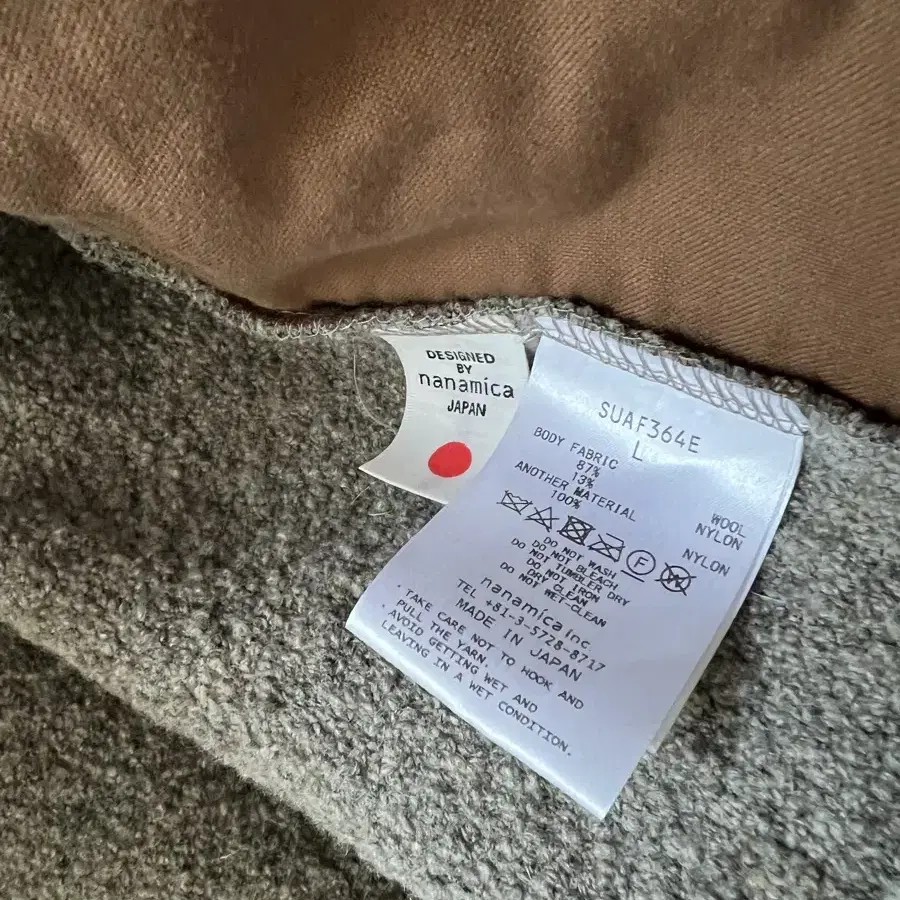 DESIGNED
BY
nanamica
JAPAN
SUAF364E
L
BODY FABRIC
87% WOOL
13% NYLON
ANOTHER MATERIAL
100% NYLON
F
W
DO NOT WASH
DO NOT BLEACH
DO NOT TUMBLER DRY
DO NOT IRON
DRY CLEAN
DO NOT WET-CLEAN
nanamica inc
TEL +81-3-5728-8717
MADE IN JAPAN
TAKE CARE NOT TO HOOK AND
PULL THE YARN.
AVOID GETTING WET AND
LEAVING IN A WET CONDITION.